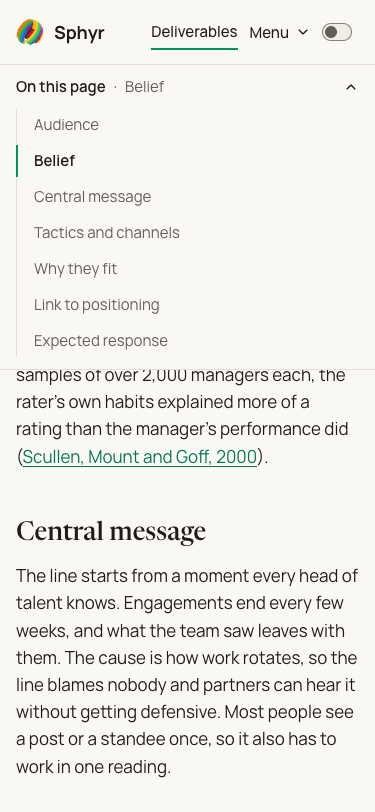 Sphyr
Deliverables
Menu
On this page · Belief
Audience
Belief
Central message
Tactics and channels
Why they fit
Link to positioning
Expected response
samples of over 2,000 managers each, the
rater’s own habits explained more of a
rating than the manager’s performance did
(Scullen, Mount and Goff, 2000).
Central message
The line starts from a moment every head of
talent knows. Engagements end every few
weeks, and what the team saw leaves with
them. The cause is how work rotates, so the
line blames nobody and partners can hear it
without getting defensive. Most people see
a post or a standee once, so it also has to
work in one reading.